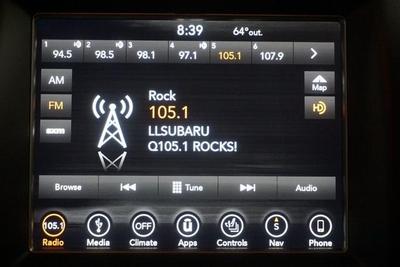 8:39 64° out.
1 2 3 4 5 6
94.5 98.5 98.1 97.1 105.1 107.9
AM
FM
SXM
Rock
105.1
LLSUBARU
Q105.1 ROCKS!
Map
HD
Browse Tune Audio
105.1 OFF S
Radio Media Climate Apps Controls Nav Phone